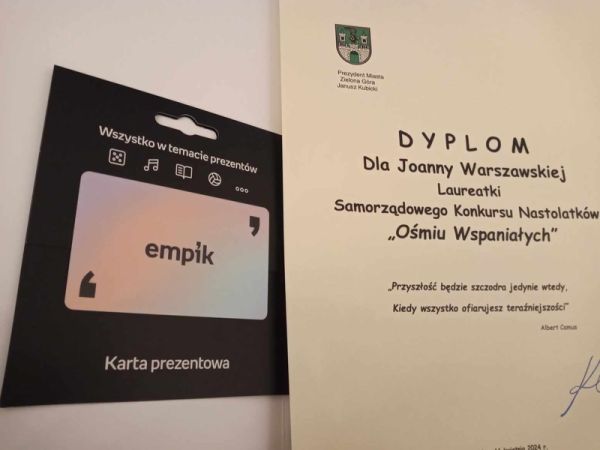 Wszystko w temacie prezentów
empik
Karta prezentowa
Prezydent Miasta
Zielona Góra
Janusz Kubicki
DYPLOM
Dla Joanny Warszawskiej
Laureatki
Samorządowego Konkursu Nastolatków
„Ośmiu Wspaniałych”
„Przyszłość będzie szczodra jedynie wtedy,
Kiedy wszystko ofiarujesz teraźniejszości”
Albert Camus
kwietnia 2024 r.